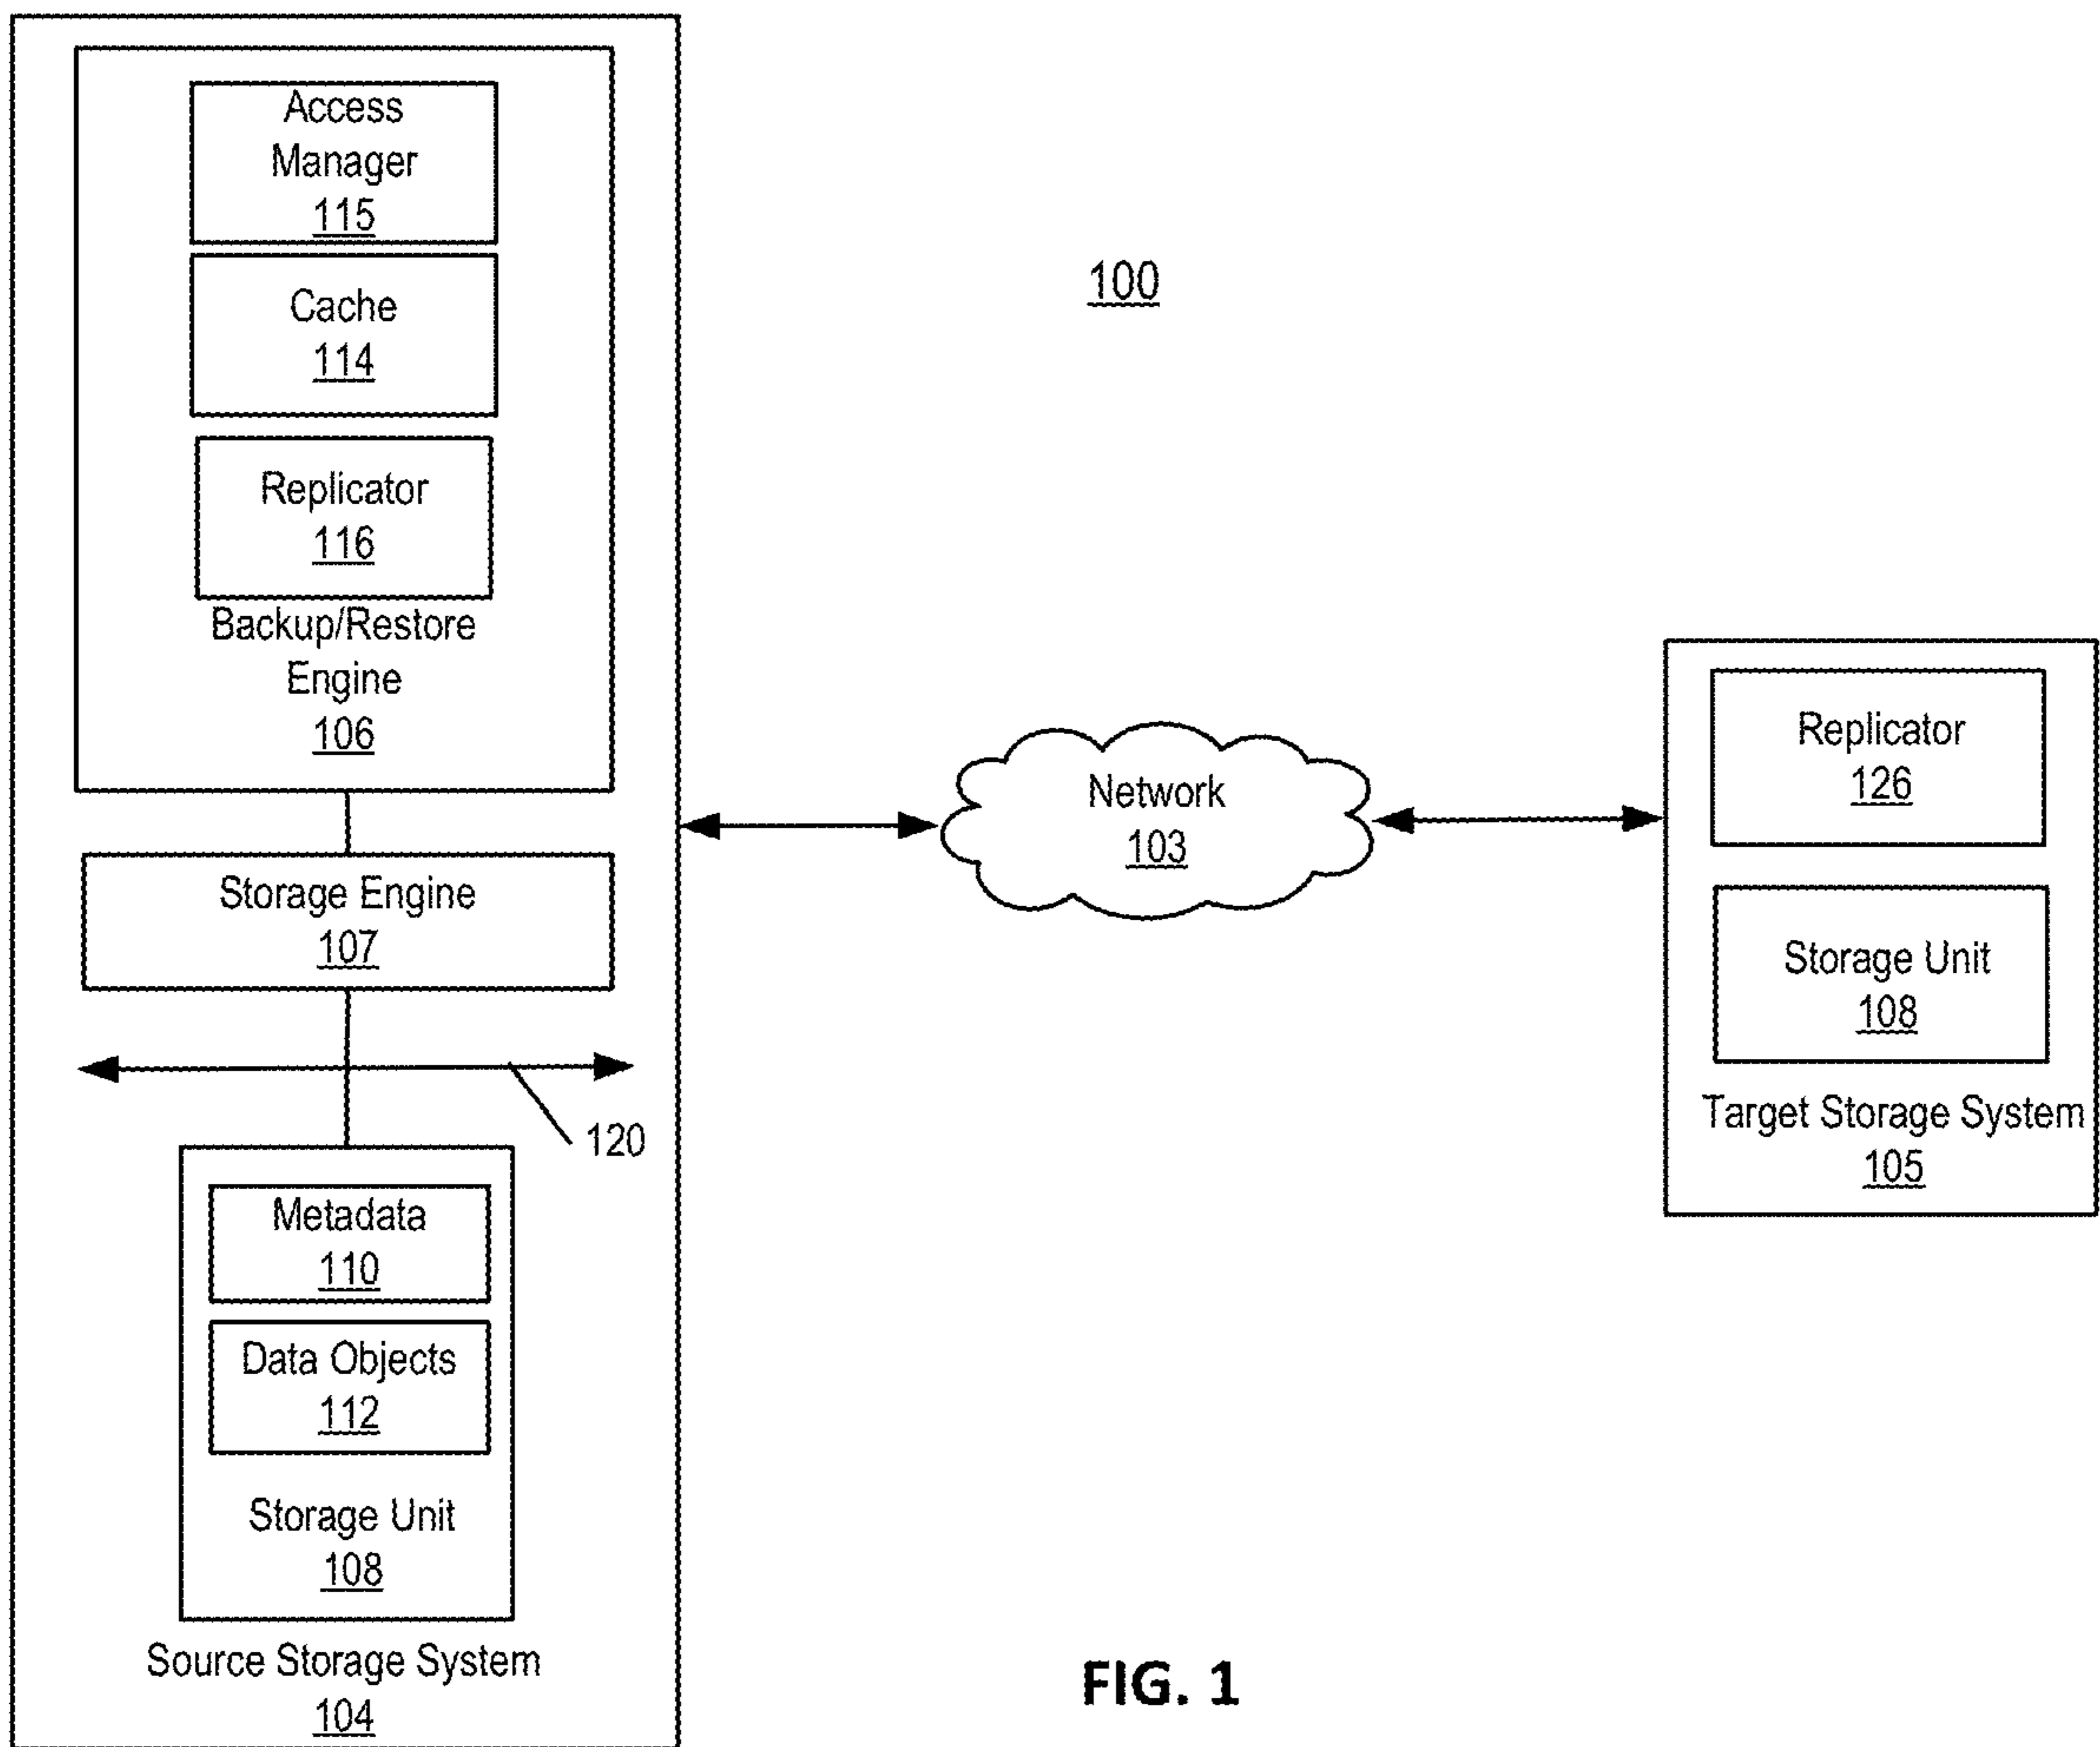 Access
Manager
115
Cache
114
Replicator
116
Backup/Restore
Engine
106
Storage Engine
107
120
Metadata
110
Data Objects
112
Storage Unit
108
Source Storage System
104
100
Network
103
Replicator
126
Storage Unit
108
Target Storage System
105
FIG. 1